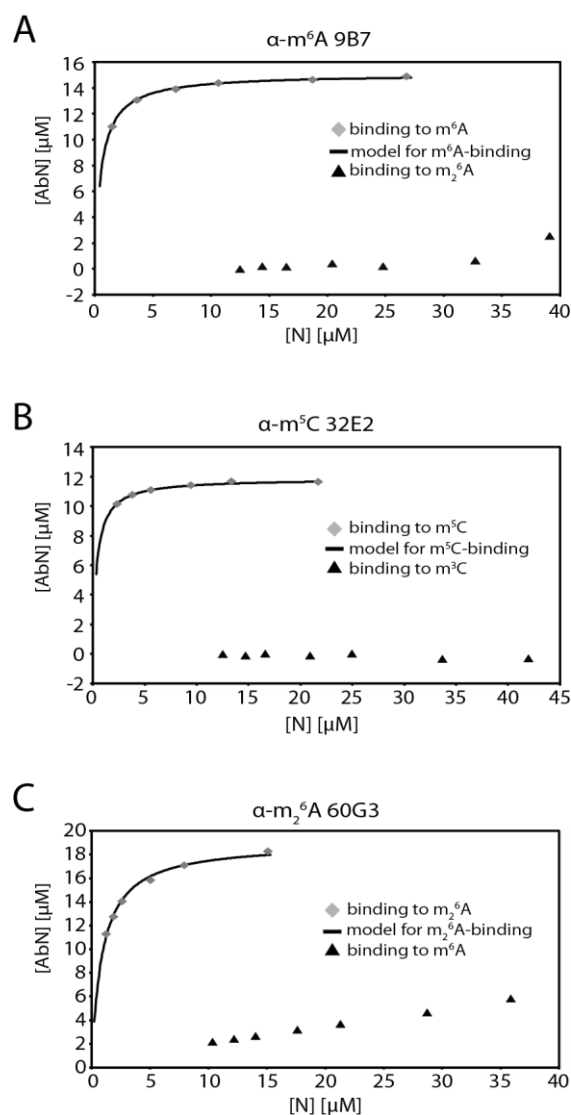 A
α-m⁶A 9B7
[AbN] [µM]
16
14
12
10
8
6
4
2
0
-2
binding to m⁶A
model for m⁶A-binding
binding to m₂⁶A
0 5 10 15 20 25 30 35 40
[N] [µM]
B
α-m⁵C 32E2
[AbN] [µM]
14
12
10
8
6
4
2
0
-2
binding to m⁵C
model for m⁵C-binding
binding to m³C
0 5 10 15 20 25 30 35 40 45
[N] [µM]
C
α-m₂⁶A 60G3
[AbN] [µM]
20
18
16
14
12
10
8
6
4
2
0
binding to m₂⁶A
model for m₂⁶A-binding
binding to m⁶A
0 5 10 15 20 25 30 35 40
[N] [µM]